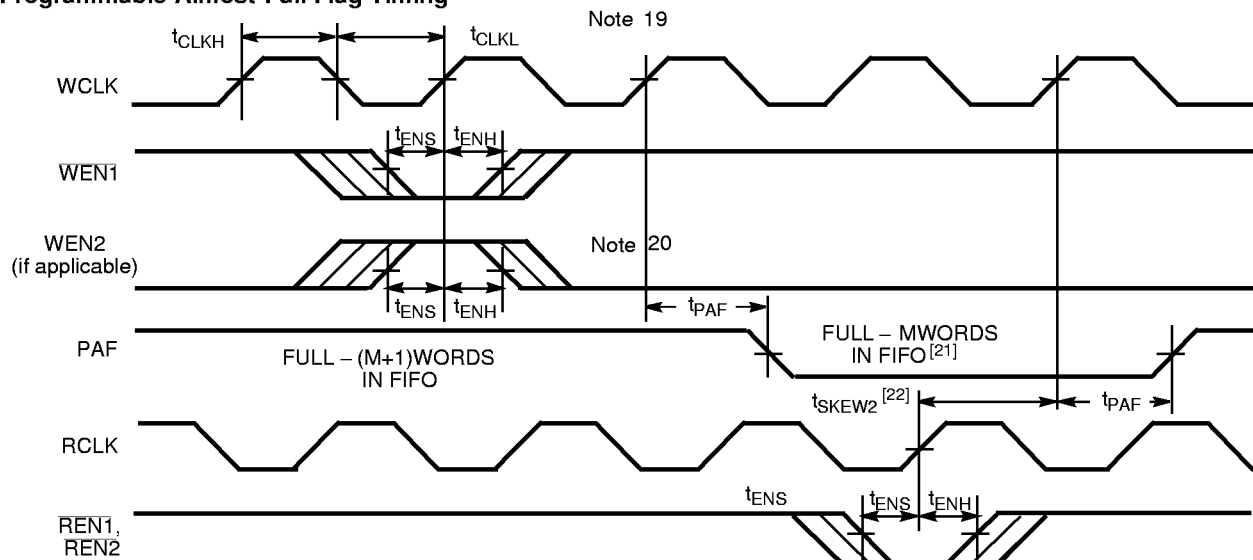 Programmable Almost Full Flag Timing
Note 19
tCLKH
tCLKL
WCLK
tENS
tENH
WEN1
WEN2
(if applicable)
Note 20
tENS
tENH
tPAF
PAF
FULL – (M+1)WORDS
IN FIFO
FULL – MWORDS
IN FIFO[21]
tSKEW2 [22]
tPAF
RCLK
tENS
tENS
tENH
REN1,
REN2